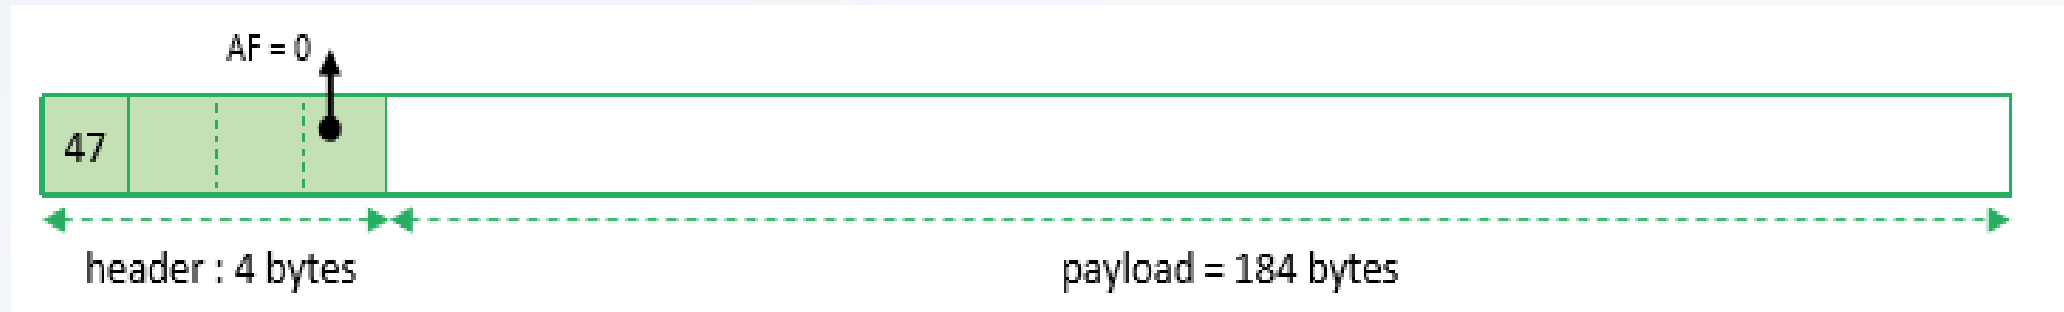 AF = 0
47
header : 4 bytes
payload = 184 bytes